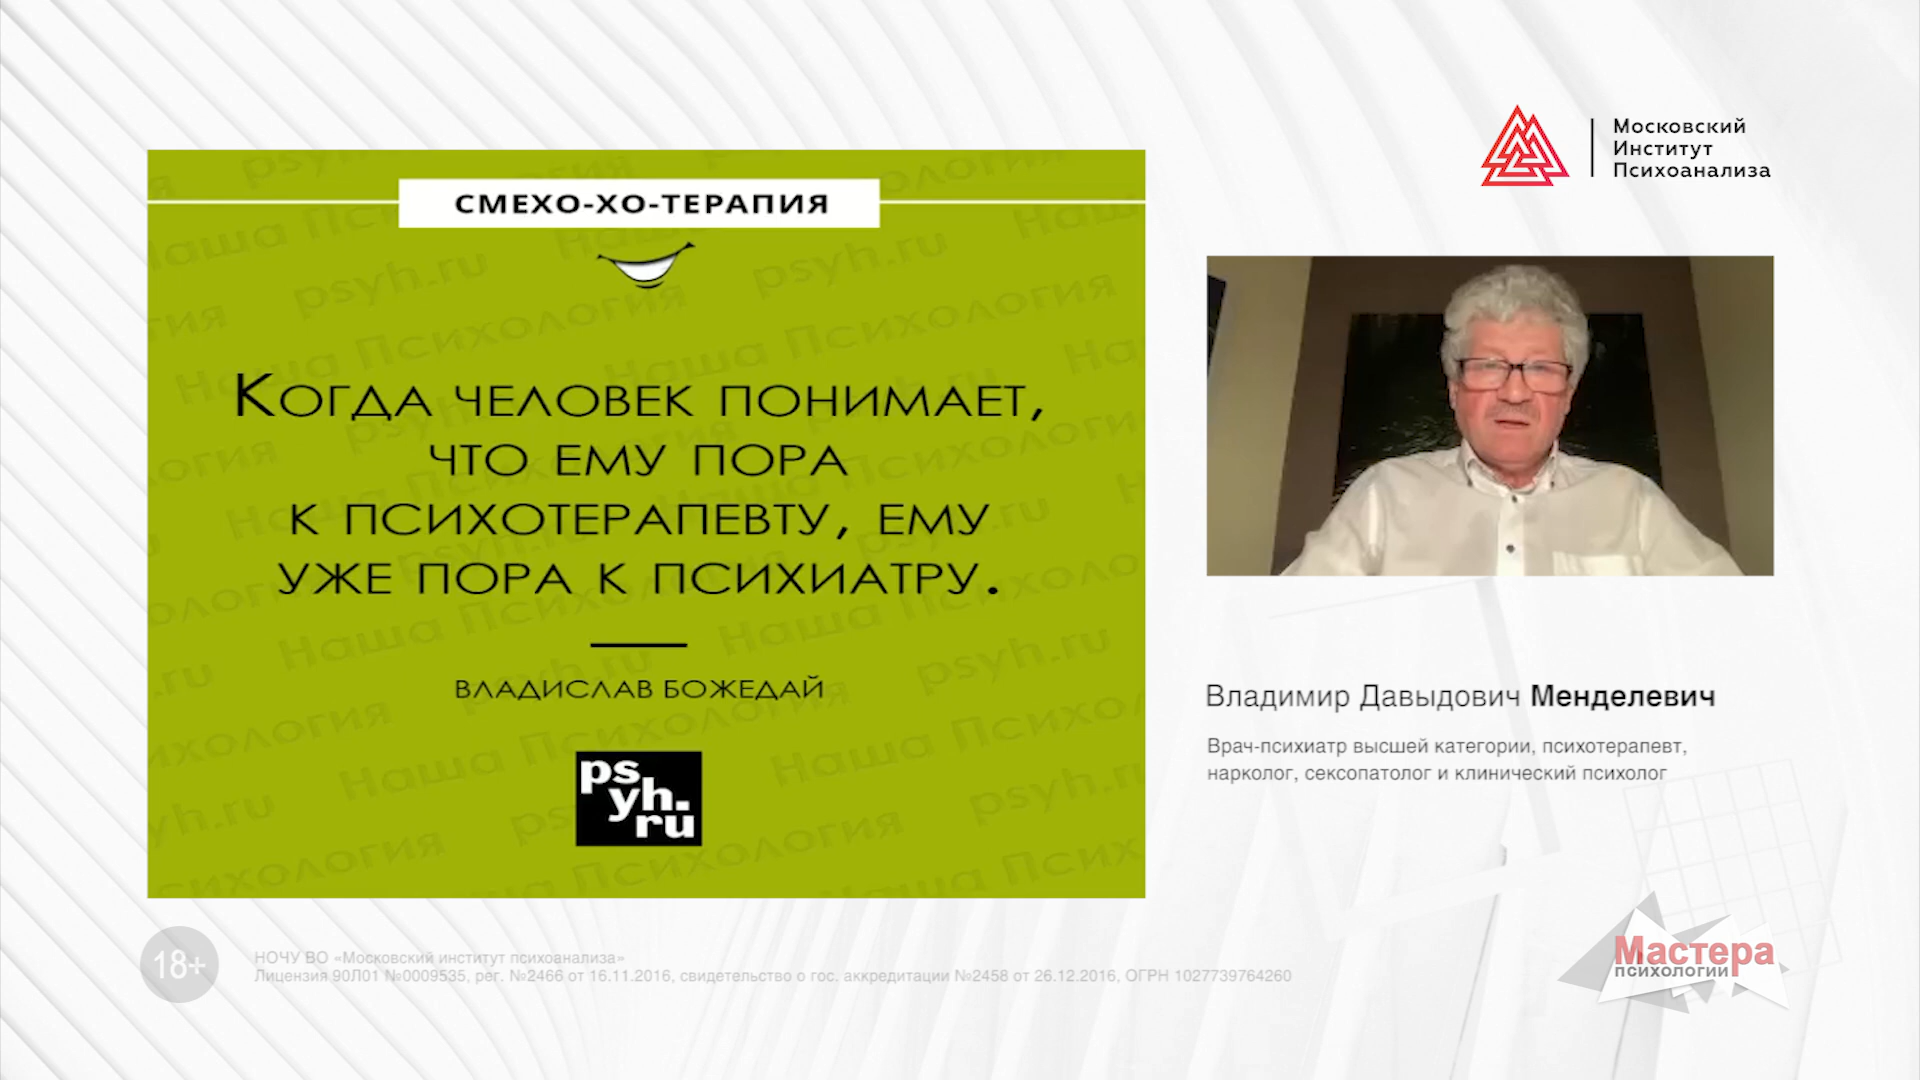 Московский
Институт
Психоанализа
СМЕХО-ХО-ТЕРАПИЯ
Когда человек понимает,
что ему пора
к психотерапевту, ему
уже пора к психиатру.
Владислав Божедай
ps
yh.
ru
Владимир Давыдович Менделевич
Врач-психиатр высшей категории, психотерапевт,
нарколог, сексопатолог и клинический психолог
18+
НОЧУ ВО «Московский институт психоанализа»
Лицензия 90Л01 №0009535, рег. №2466 от 16.11.2016, свидетельство о гос. аккредитации №2458 от 26.12.2016, ОГРН 1027739764260
Мастера
психологии